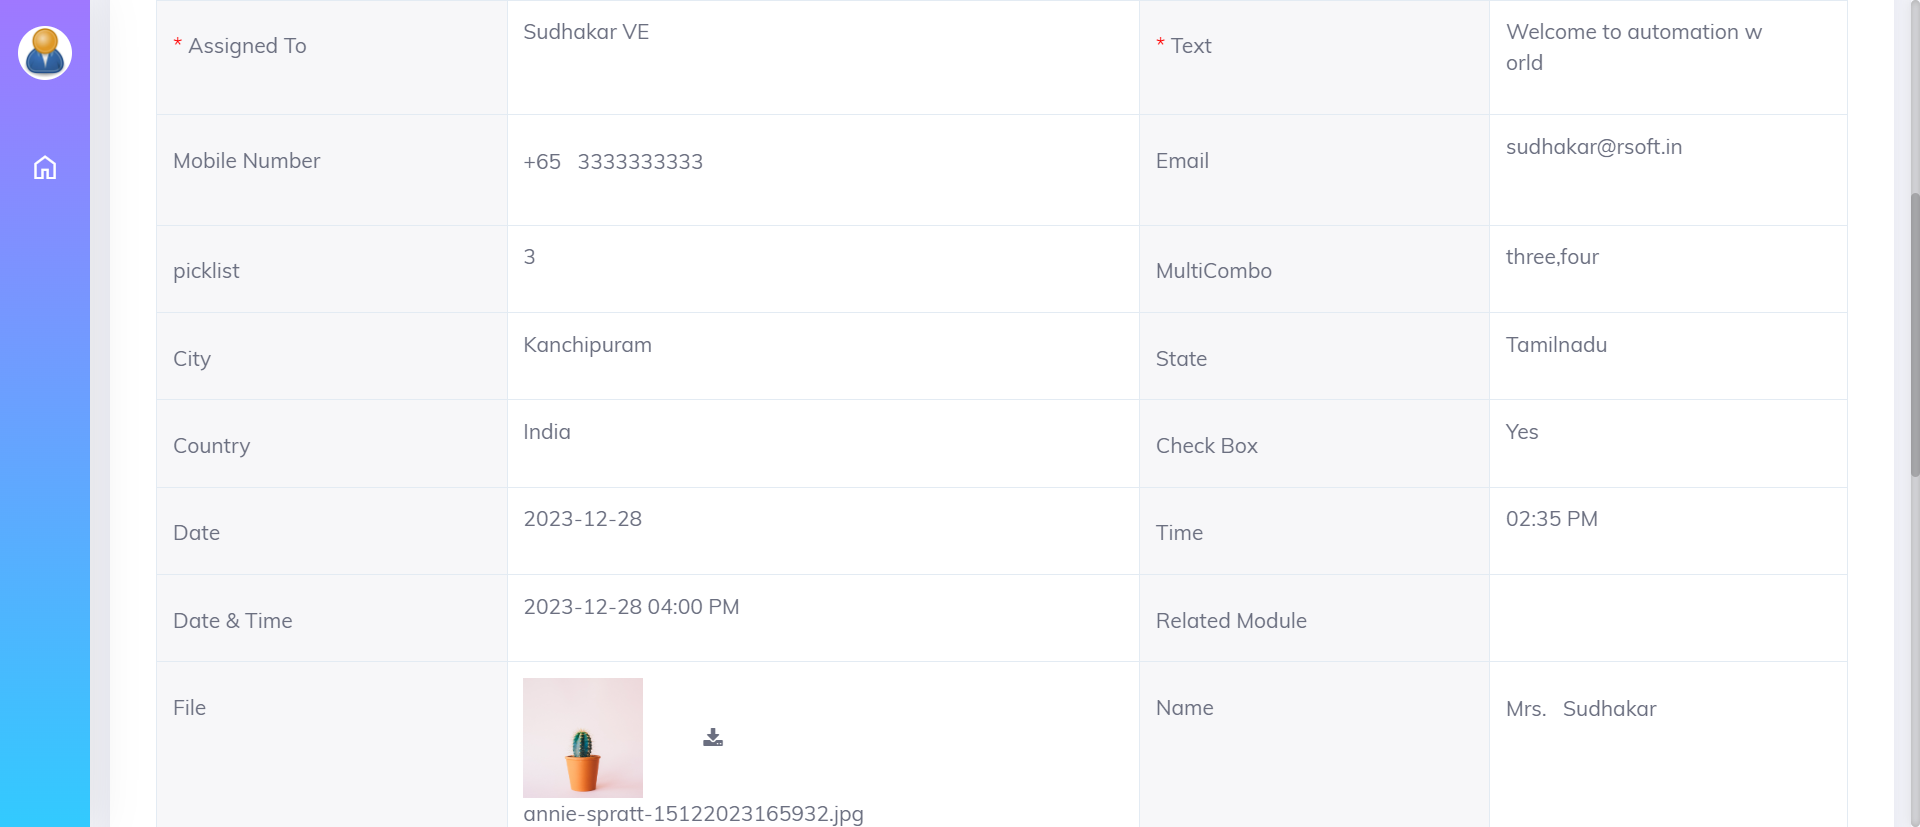 * Assigned To
Sudhakar VE
* Text
Welcome to automation w
orld
Mobile Number
+65 3333333333
Email
sudhakar@rsoft.in
picklist
3
MultiCombo
three,four
City
Kanchipuram
State
Tamilnadu
Country
India
Check Box
Yes
Date
2023-12-28
Time
02:35 PM
Date & Time
2023-12-28 04:00 PM
Related Module
File
annie-spratt-15122023165932.jpg
Name
Mrs. Sudhakar